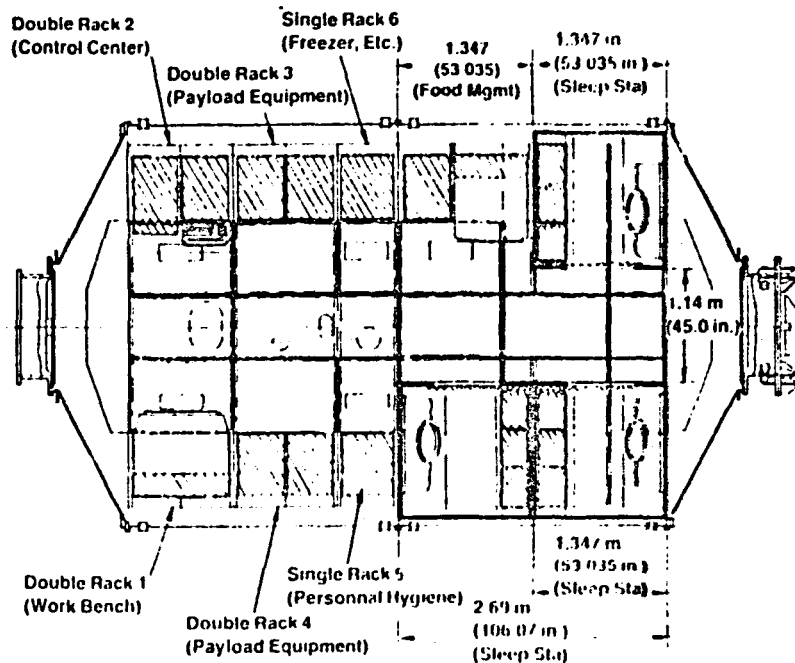 Double Rack 2
(Control Center)
Single Rack 6
(Freezer, Etc.)
Double Rack 3
(Payload Equipment)
1.347
(53 035)
(Food Mgmt)
1.347 m
(53 035 in )
(Sleep Sta)
1.14 m
(45.0 in.)
Double Rack 1
(Work Bench)
Double Rack 4
(Payload Equipment)
Single Rack 5
(Personnal Hygiene)
1.347 m
(53.035 in )
(Sleep Sta)
2.69 m
(106.07 in )
(Sleep Sta)